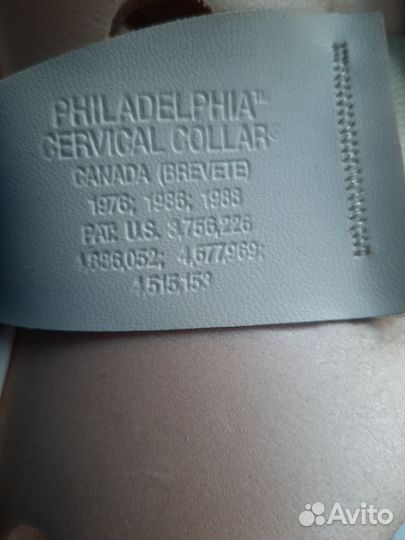 PHILADELPHIA™
CERVICAL COLLAR©
CANADA (BREVETE)
1976; 1986; 1988
PAT. U.S. 3,756,226
4,886,052; 4,677,969;
4,515,153
Avito